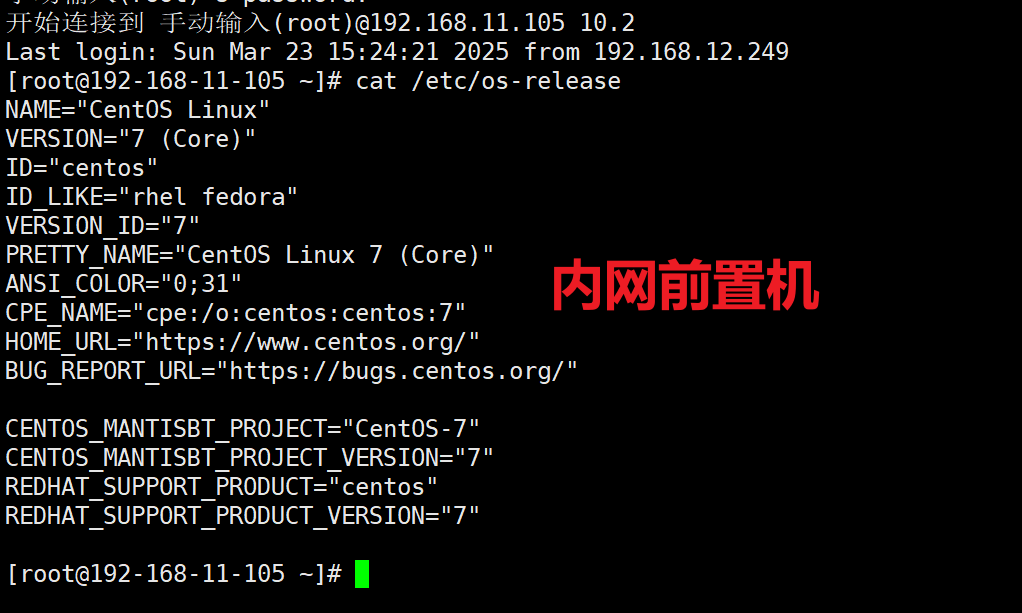 开始连接到 手动输入(root)@192.168.11.105 10.2
Last login: Sun Mar 23 15:24:21 2025 from 192.168.12.249
[root@192-168-11-105 ~]# cat /etc/os-release
NAME="CentOS Linux"
VERSION="7 (Core)"
ID="centos"
ID_LIKE="rhel fedora"
VERSION_ID="7"
PRETTY_NAME="CentOS Linux 7 (Core)"
ANSI_COLOR="0;31"
内网前置机
CPE_NAME="cpe:/o:centos:centos:7"
HOME_URL="https://www.centos.org/"
BUG_REPORT_URL="https://bugs.centos.org/"
CENTOS_MANTISBT_PROJECT="CentOS-7"
CENTOS_MANTISBT_PROJECT_VERSION="7"
REDHAT_SUPPORT_PRODUCT="centos"
REDHAT_SUPPORT_PRODUCT_VERSION="7"
[root@192-168-11-105 ~]#